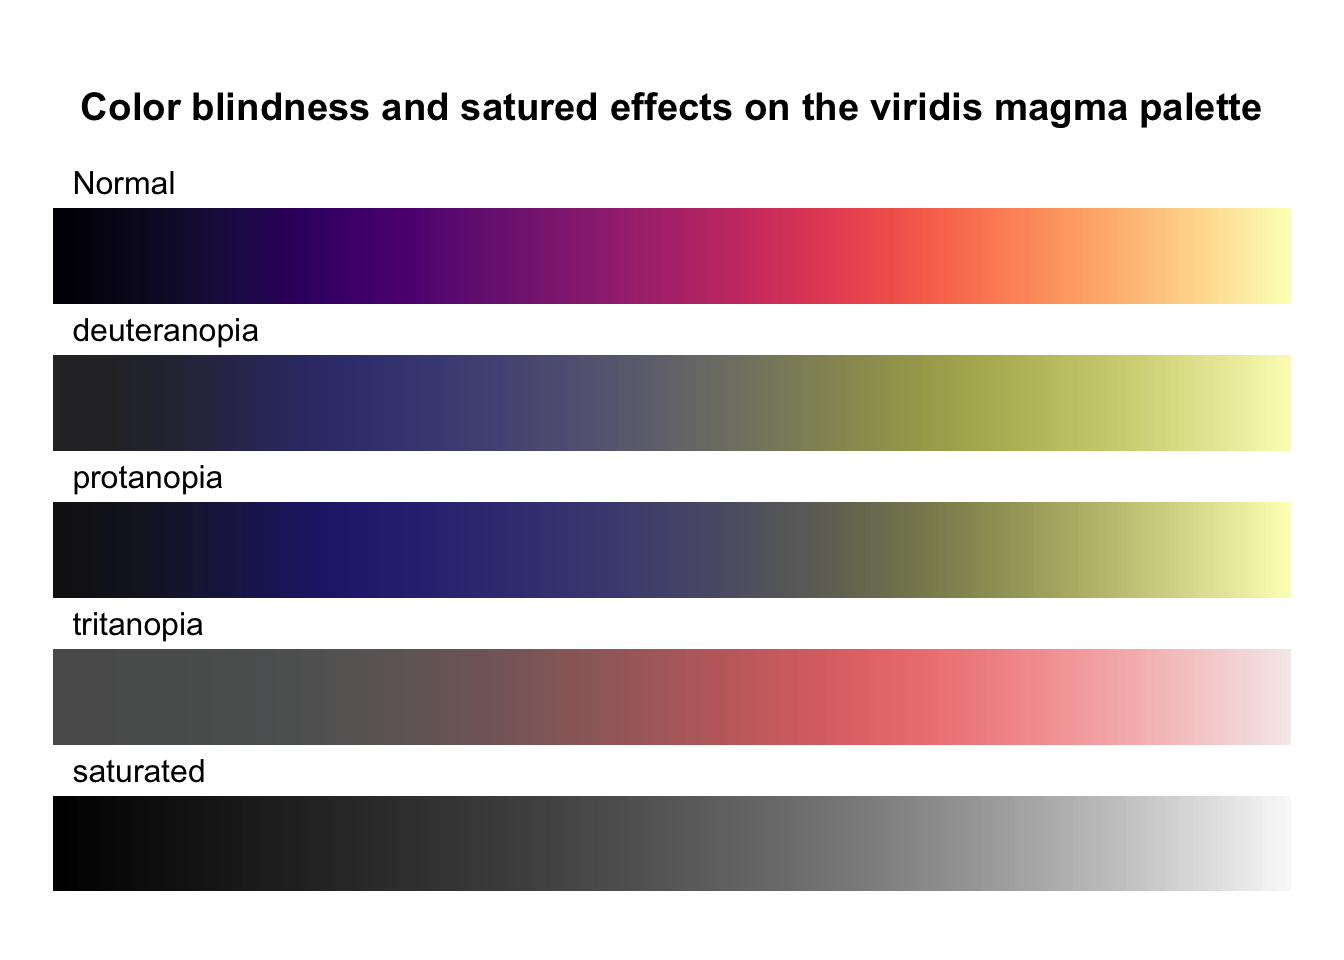 Color blindness and satured effects on the viridis magma palette
Normal
deuteranopia
protanopia
tritanopia
saturated